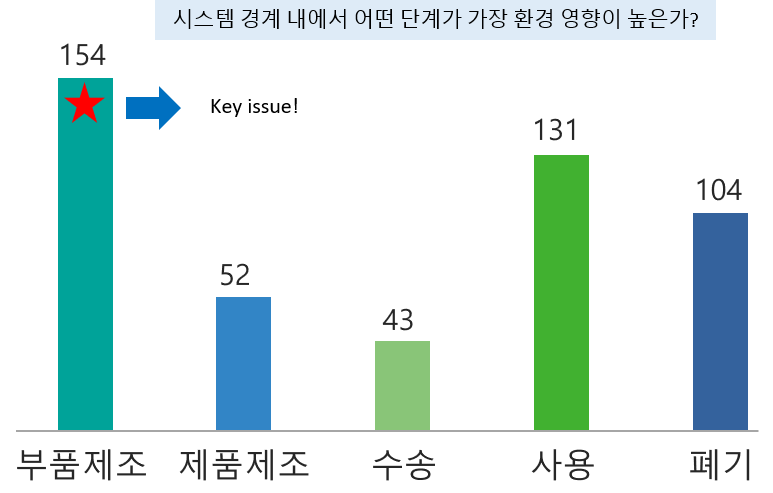 시스템 경계 내에서 어떤 단계가 가장 환경 영향이 높은가?
154
Key issue!
52
43
131
104
부품제조
제품제조
수송
사용
폐기